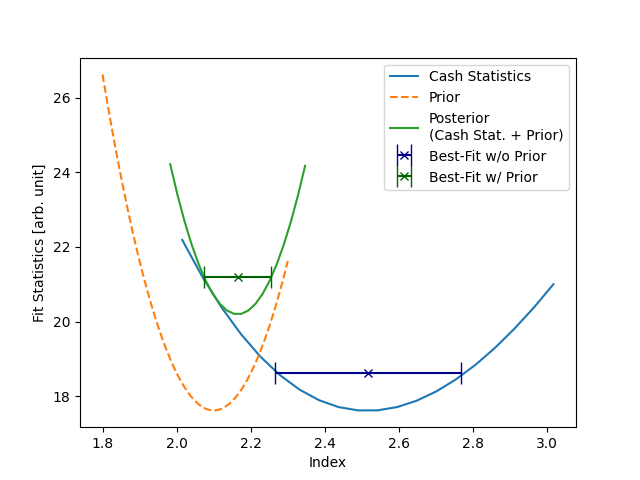 Cash Statistics
Prior
Posterior
(Cash Stat. + Prior)
Best-Fit w/o Prior
Best-Fit w/ Prior
26
24
22
20
18
Fit Statistics [arb. unit]
1.8 2.0 2.2 2.4 2.6 2.8 3.0
Index